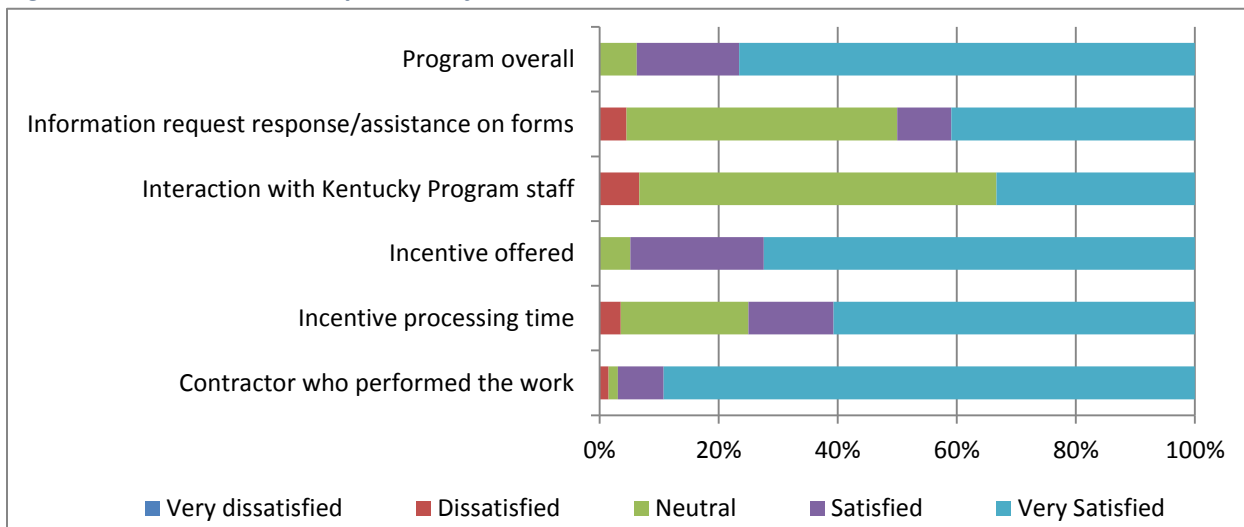 Program overall
Information request response/assistance on forms
Interaction with Kentucky Program staff
Incentive offered
Incentive processing time
Contractor who performed the work
0% 20% 40% 60% 80% 100%
Very dissatisfied Dissatisfied Neutral Satisfied Very Satisfied